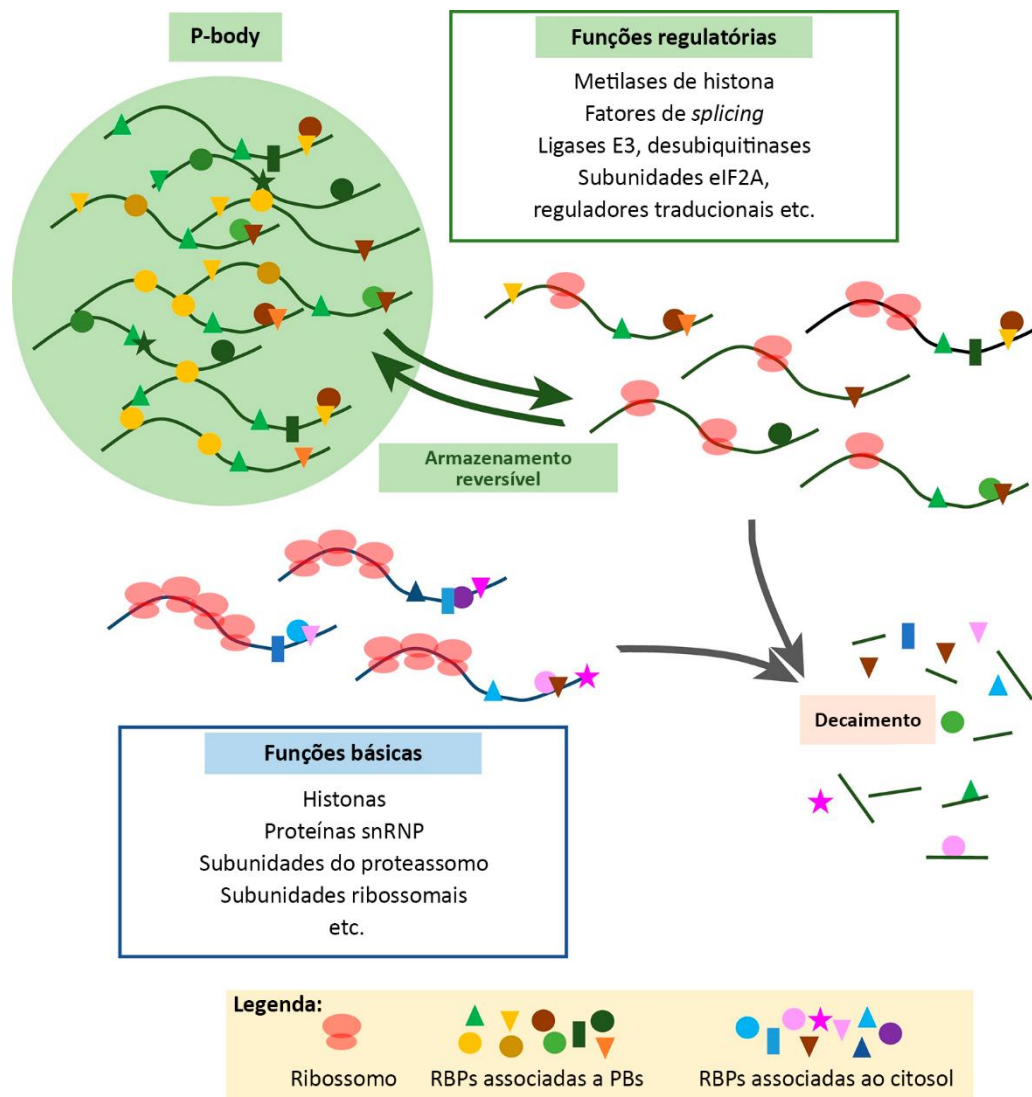 P-body
Funções regulatórias
Metilases de histona
Fatores de splicing
Ligases E3, desubiquitinases
Subunidades eIF2A,
reguladores traducionais etc.
Armazenamento
reversível
Decaimento
Funções básicas
Histonas
Proteínas snRNP
Subunidades do proteassomo
Subunidades ribossomais
etc.
Legenda:
Ribossomo
RBPs associadas a PBs
RBPs associadas ao citosol